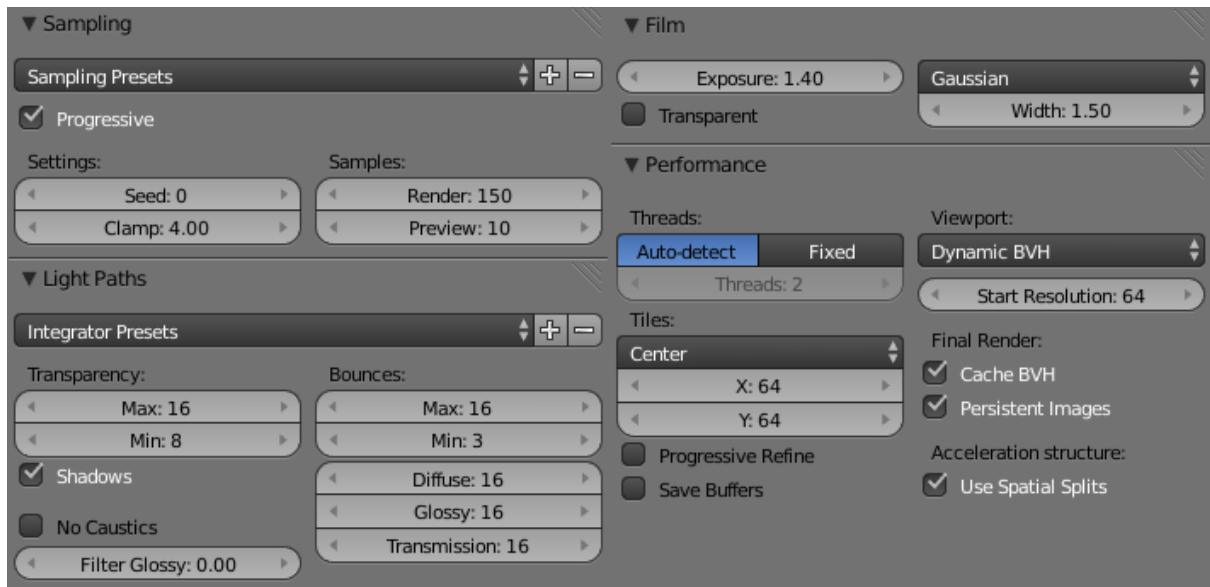 Sampling
Sampling Presets
Progressive
Settings:
Samples:
Seed: 0
Render: 150
Clamp: 4.00
Preview: 10
Light Paths
Integrator Presets
Transparency:
Bounces:
Max: 16
Max: 16
Min: 8
Min: 3
Shadows
Diffuse: 16
Glossy: 16
No Caustics
Transmission: 16
Filter Glossy: 0.00
Film
Exposure: 1.40
Gaussian
Transparent
Width: 1.50
Performance
Threads:
Viewport:
Auto-detect
Fixed
Dynamic BVH
Threads: 2
Start Resolution: 64
Tiles:
Final Render:
Center
Cache BVH
X: 64
Persistent Images
Y: 64
Progressive Refine
Acceleration structure:
Save Buffers
Use Spatial Splits